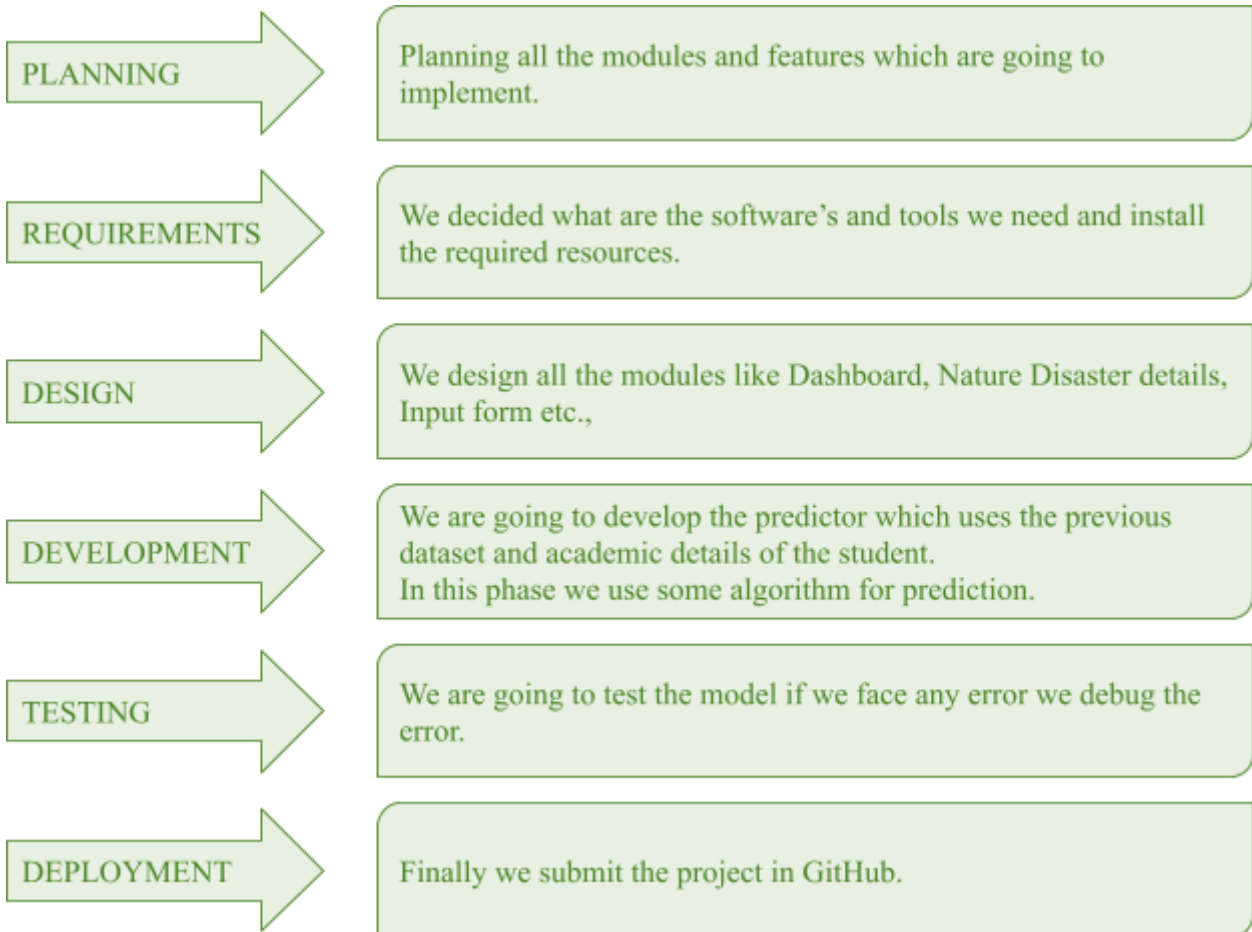 PLANNING
Planning all the modules and features which are going to
implement.
REQUIREMENTS
We decided what are the software’s and tools we need and install
the required resources.
DESIGN
We design all the modules like Dashboard, Nature Disaster details,
Input form etc.,
DEVELOPMENT
We are going to develop the predictor which uses the previous
dataset and academic details of the student.
In this phase we use some algorithm for prediction.
TESTING
We are going to test the model if we face any error we debug the
error.
DEPLOYMENT
Finally we submit the project in GitHub.